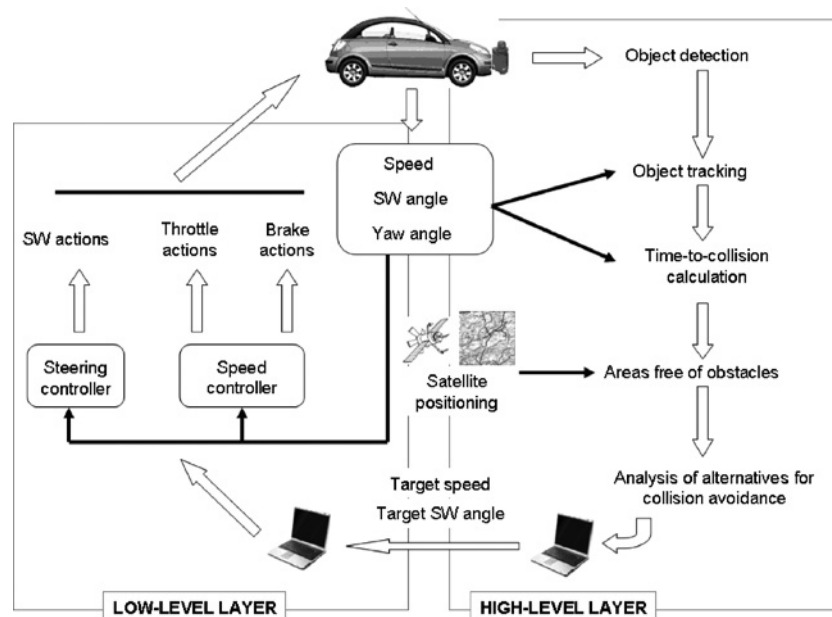 Object detection
Speed
SW angle
Yaw angle
Object tracking
SW actions
Throttle
actions
Brake
actions
Time-to-collision
calculation
Steering
controller
Speed
controller
Satellite
positioning
Areas free of obstacles
Target speed
Target SW angle
Analysis of alternatives for
collision avoidance
LOW-LEVEL LAYER
HIGH-LEVEL LAYER